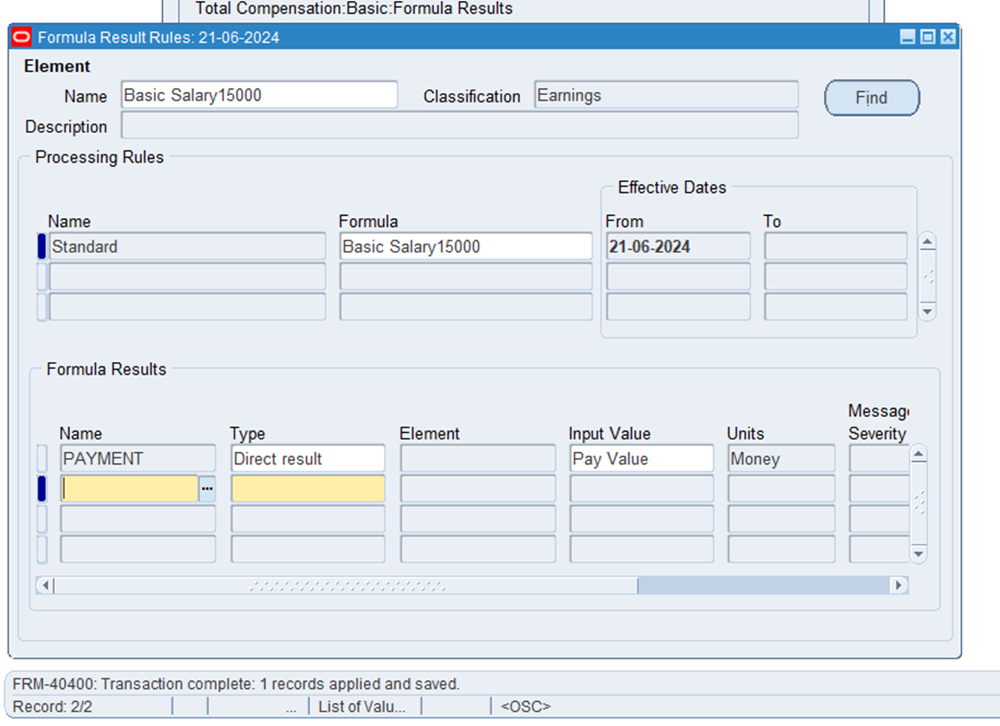 Total Compensation:Basic:Formula Results
Formula Result Rules: 21-06-2024
Element
Name Basic Salary15000 Classification Earnings Find
Description
Processing Rules
Effective Dates
Name Formula From To
Standard Basic Salary15000 21-06-2024
Formula Results
Message
Name Type Element Input Value Units Severity
PAYMENT Direct result Pay Value Money
...
FRM-40400: Transaction complete: 1 records applied and saved.
Record: 2/2 ... List of Valu... <OSC>